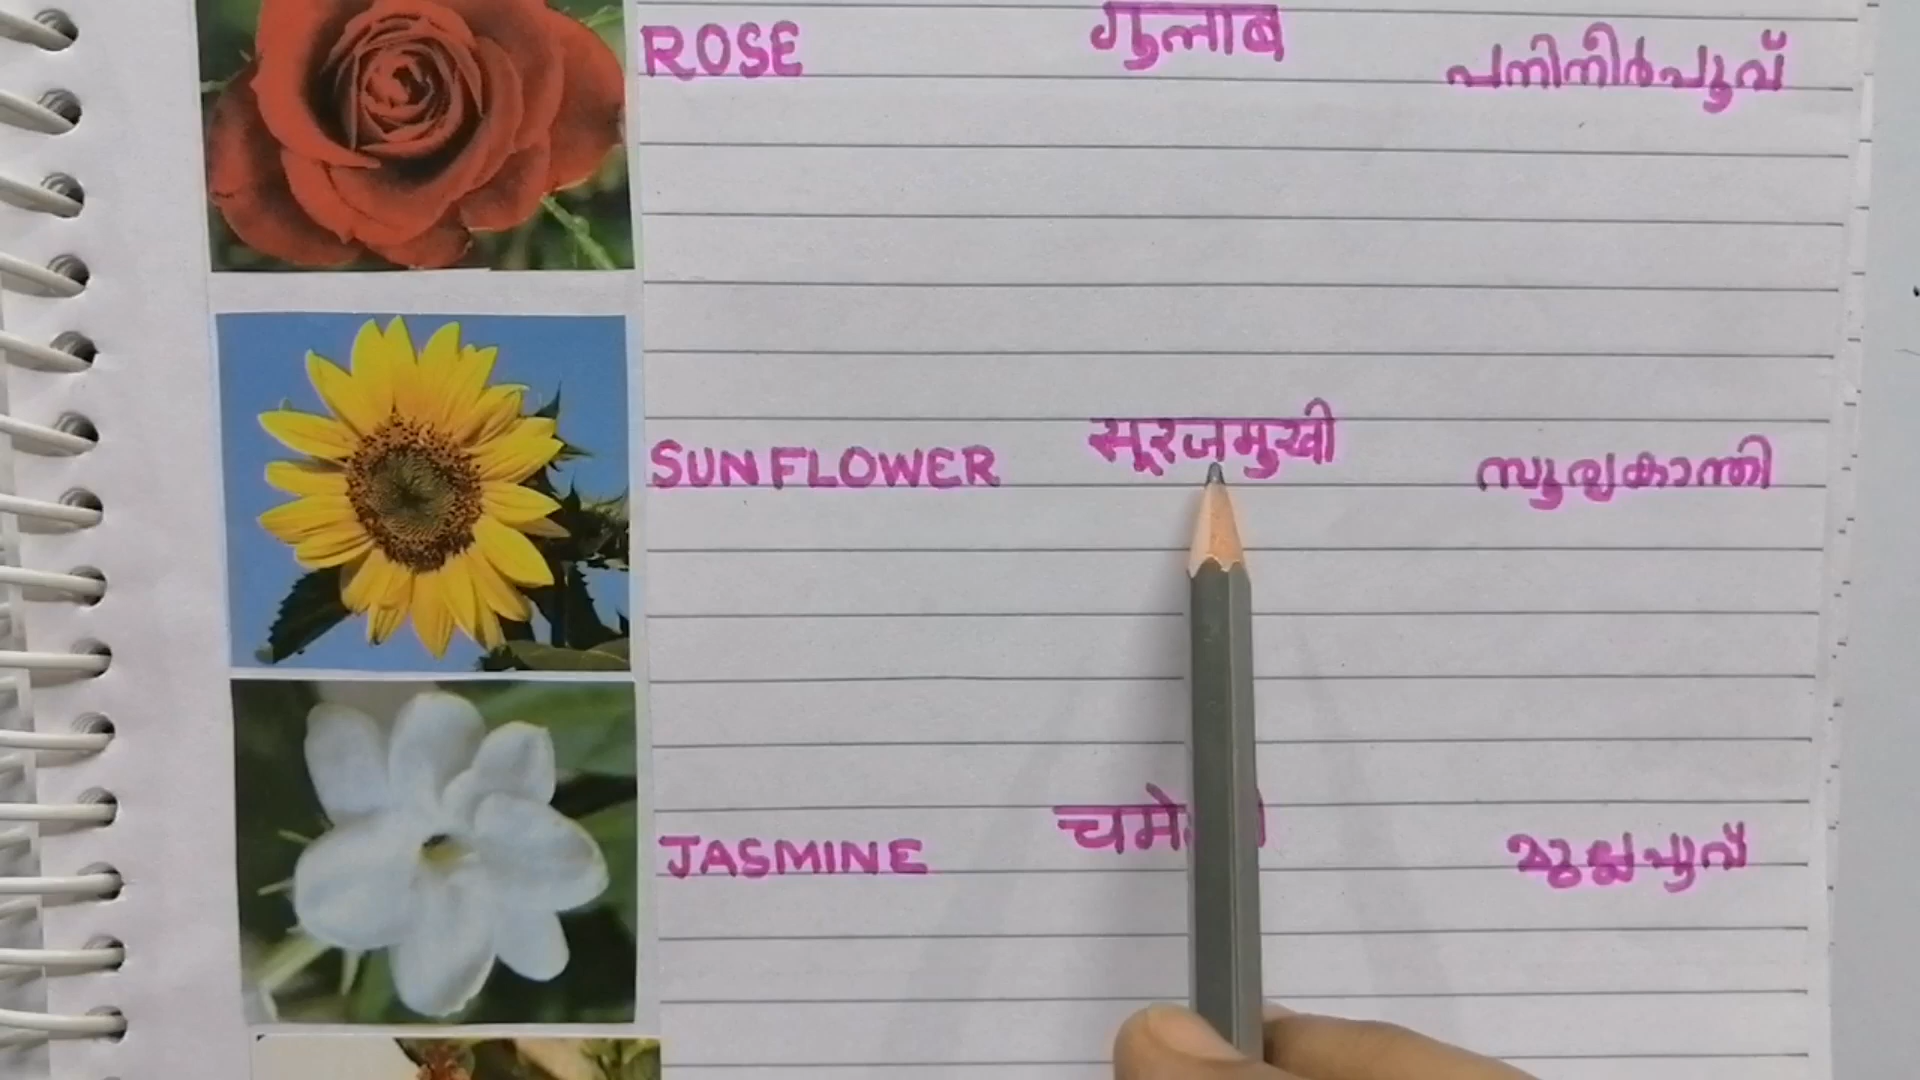 ROSE गुलाब പനിനീർപൂവ്
SUNFLOWER सूरजमुखी സൂര്യകാന്തി
JASMINE മുല്ലപൂവ്